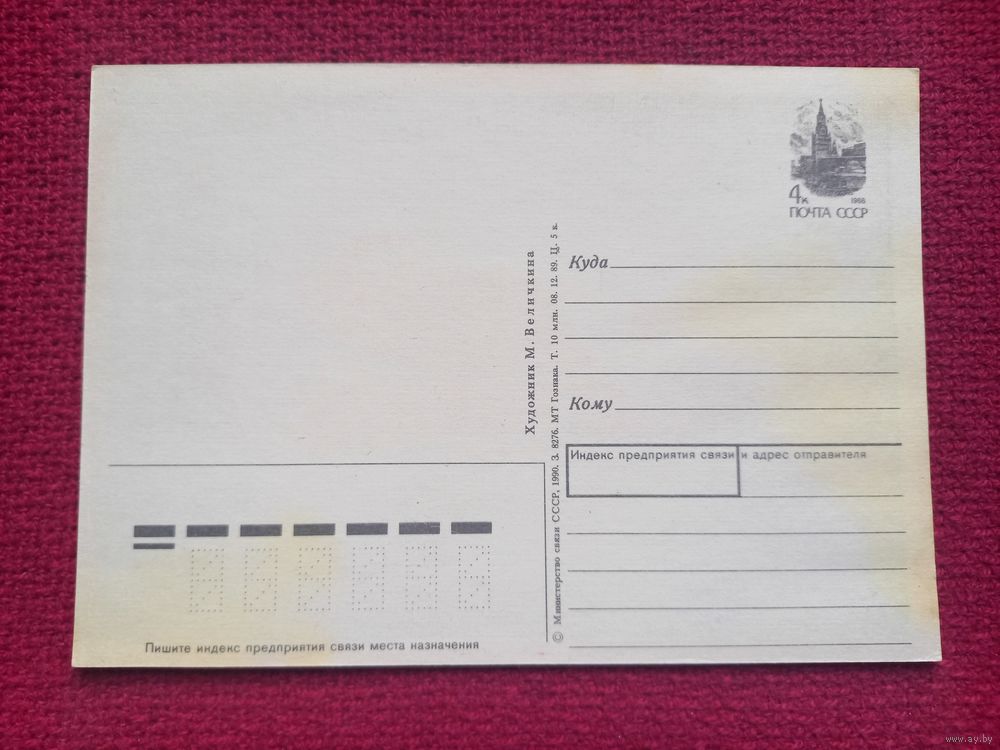 4к
1988
ПОЧТА СССР
Художник М. Величкина
© Министерство связи СССР, 1990. З. 8276. МТ Гознака. Т. 10 млн. 08. 12. 89. Ц. 5 к.
Куда
Кому
Индекс предприятия связи и адрес отправителя
Пишите индекс предприятия связи места назначения
www.ay.by